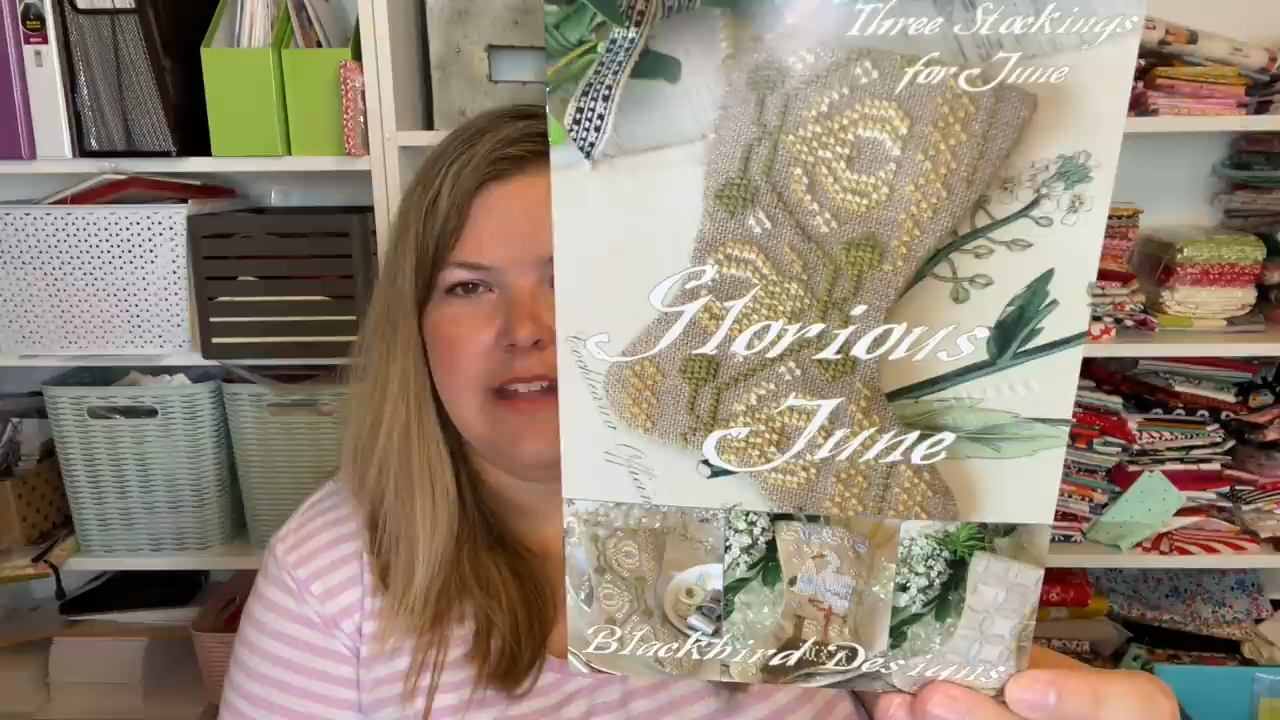 Three Stockings
for June
Glorious
June
Blackbird Designs